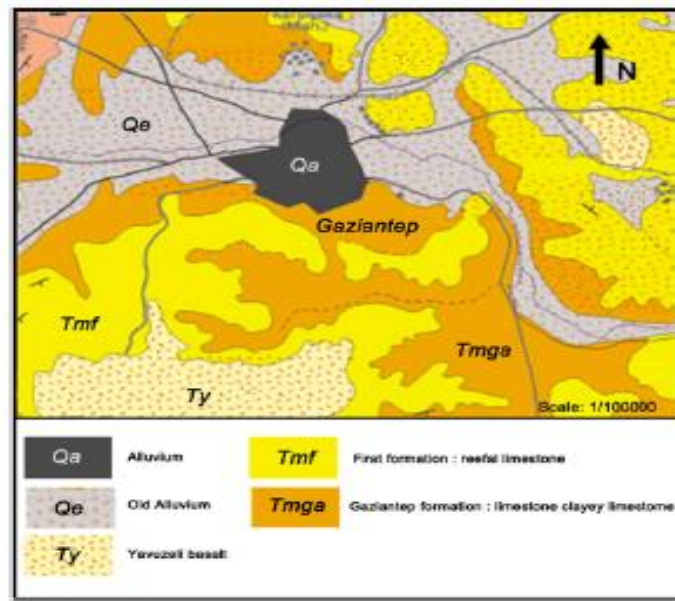 N
Qe
Qa
Gaziantep
Tmf
Tmga
Ty
Scale: 1/100000
Qa Alluvium
Tmf First formation : reefal limestone
Qe Old Alluvium
Tmga Gaziantep formation : limestone clayey limestome
Ty Yavuzeli basalt